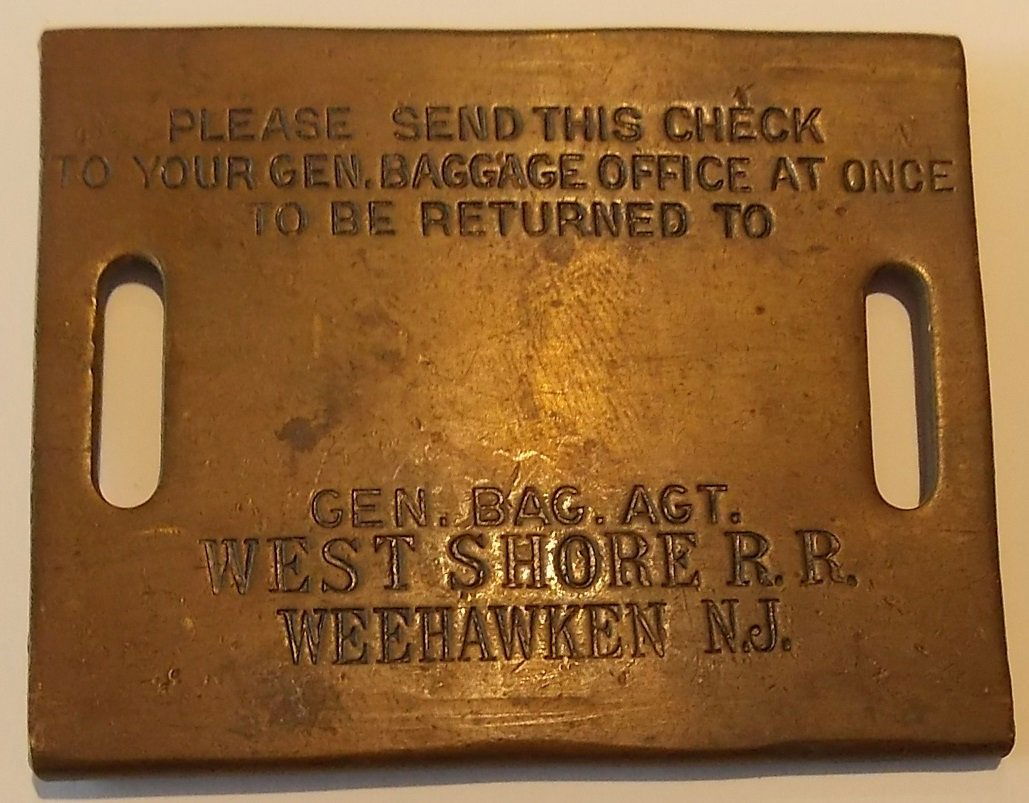 PLEASE SEND THIS CHECK
TO YOUR GEN. BAGGAGE OFFICE AT ONCE
TO BE RETURNED TO
GEN. BAG. AGT.
WEST SHORE R.R.
WEEHAWKEN N.J.